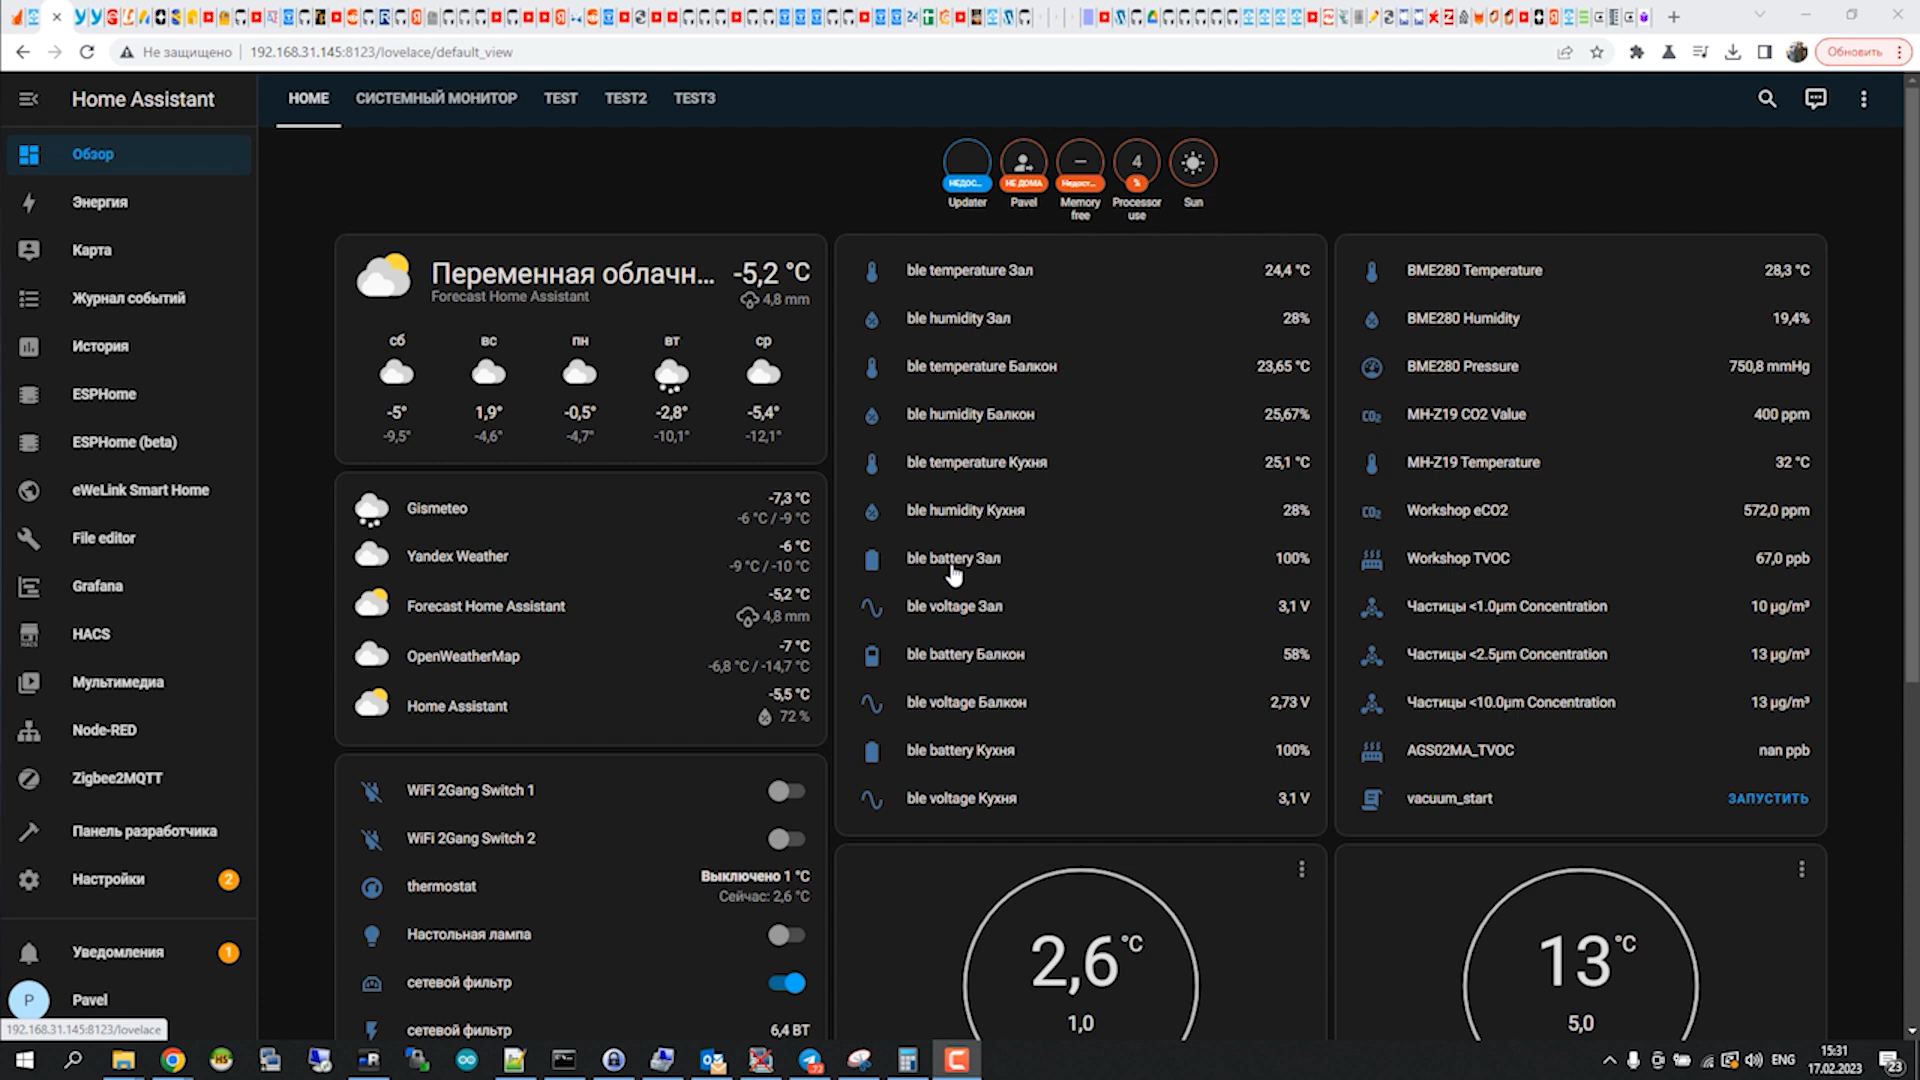 Не защищено
192.168.31.145:8123/lovelace/default_view
Обновить
Home Assistant
HOME
СИСТЕМНЫЙ МОНИТОР
TEST
TEST2
TEST3
Обзор
Энергия
Карта
Журнал событий
История
ESPHome
ESPHome (beta)
eWeLink Smart Home
File editor
Grafana
HACS
Мультимедиа
Node-RED
Zigbee2MQTT
Панель разработчика
Настройки
2
Уведомления
1
P
Pavel
192.168.31.145:8123/lovelace
НЕДОС...
Updater
НЕ ДОМА
Pavel
Недост...
Memory
free
4
%
Processor
use
Sun
Переменная облачн...
-5,2 °C
Forecast Home Assistant
4,8 mm
сб
вс
пн
вт
ср
-5°
1,9°
-0,5°
-2,8°
-5,4°
-9,5°
-4,6°
-4,7°
-10,1°
-12,1°
Gismeteo
-7,3 °C
-6 °C / -9 °C
Yandex Weather
-6 °C
-9 °C / -10 °C
Forecast Home Assistant
-5,2 °C
4,8 mm
OpenWeatherMap
-7 °C
-6,8 °C / -14,7 °C
Home Assistant
-5,5 °C
72 %
WiFi 2Gang Switch 1
WiFi 2Gang Switch 2
thermostat
Выключено 1 °C
Сейчас: 2,6 °C
Настольная лампа
сетевой фильтр
сетевой фильтр
6,4 ВТ
ble temperature Зал
24,4 °C
ble humidity Зал
28%
ble temperature Балкон
23,65 °C
ble humidity Балкон
25,67%
ble temperature Кухня
25,1 °C
ble humidity Кухня
28%
ble battery Зал
100%
ble voltage Зал
3,1 V
ble battery Балкон
58%
ble voltage Балкон
2,73 V
ble battery Кухня
100%
ble voltage Кухня
3,1 V
BME280 Temperature
28,3 °C
BME280 Humidity
19,4%
BME280 Pressure
750,8 mmHg
MH-Z19 CO2 Value
400 ppm
MH-Z19 Temperature
32 °C
Workshop eCO2
572,0 ppm
Workshop TVOC
67,0 ppb
Частицы <1.0µm Concentration
10 µg/m³
Частицы <2.5µm Concentration
13 µg/m³
Частицы <10.0µm Concentration
13 µg/m³
AGS02MA_TVOC
nan ppb
vacuum_start
ЗАПУСТИТЬ
2,6 °C
1,0
13 °C
5,0
ENG
15:31
17.02.2023
23